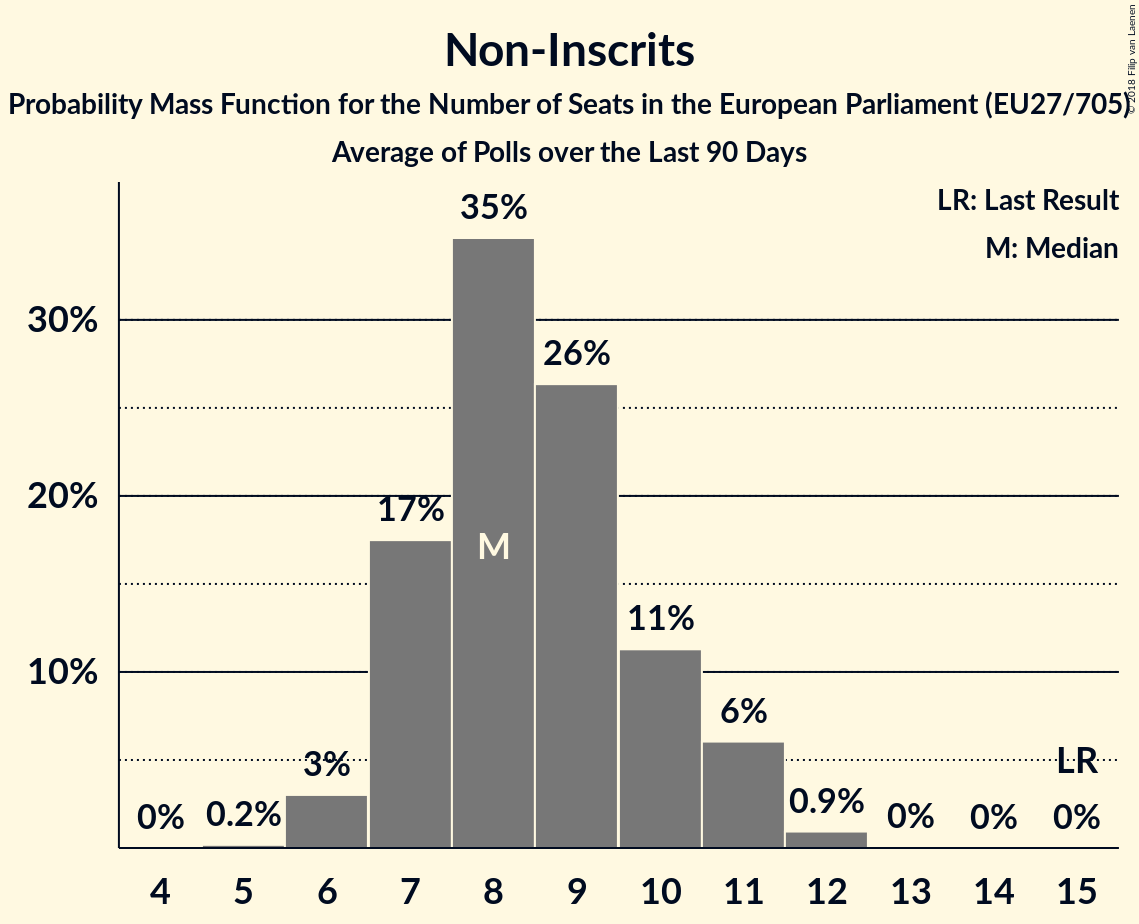 Non-Inscrits
Probability Mass Function for the Number of Seats in the European Parliament (EU27/705)
Average of Polls over the Last 90 Days
© 2018 Filip van Laenen
LR: Last Result
M: Median
35%
30%
26%
20%
17%
M
11%
10%
6%
3%
LR
0%
0.2%
0.9%
0%
0%
0%
4 5 6 7 8 9 10 11 12 13 14 15